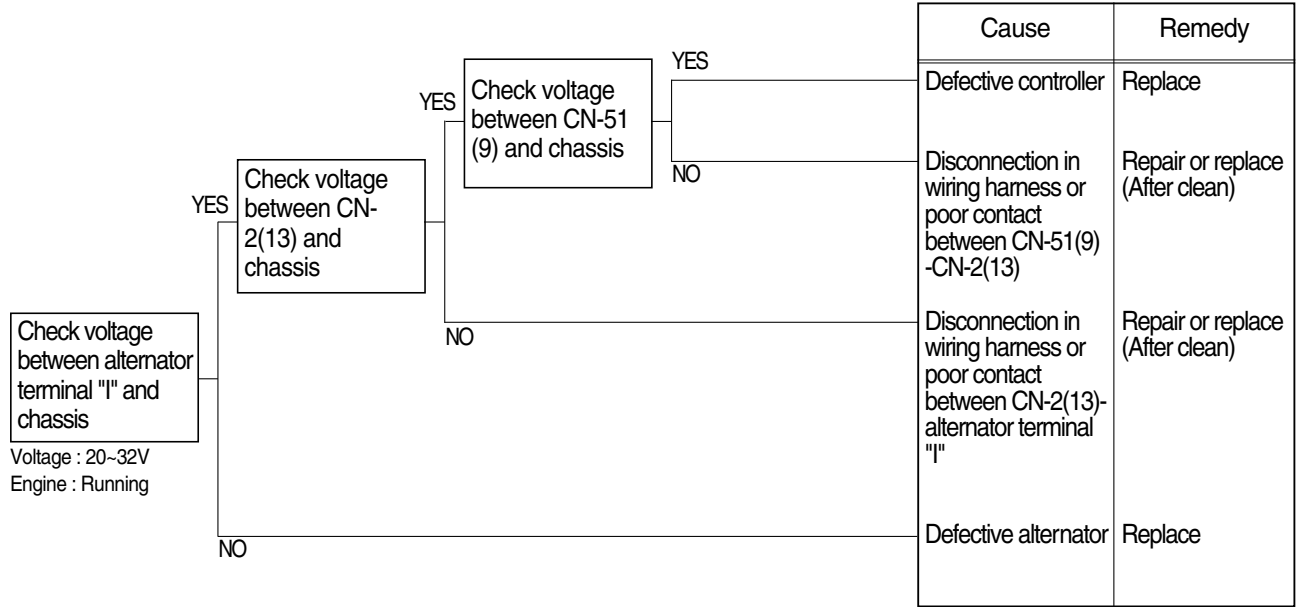 Cause
Remedy
YES
Defective controller
Replace
YES
Check voltage
between CN-51
(9) and chassis
NO
Disconnection in
wiring harness or
poor contact
between CN-51(9)
-CN-2(13)
Repair or replace
(After clean)
YES
Check voltage
between CN-
2(13) and
chassis
NO
Disconnection in
wiring harness or
poor contact
between CN-2(13)-
alternator terminal
"I"
Repair or replace
(After clean)
Check voltage
between alternator
terminal "I" and
chassis
Voltage : 20~32V
Engine : Running
NO
Defective alternator
Replace